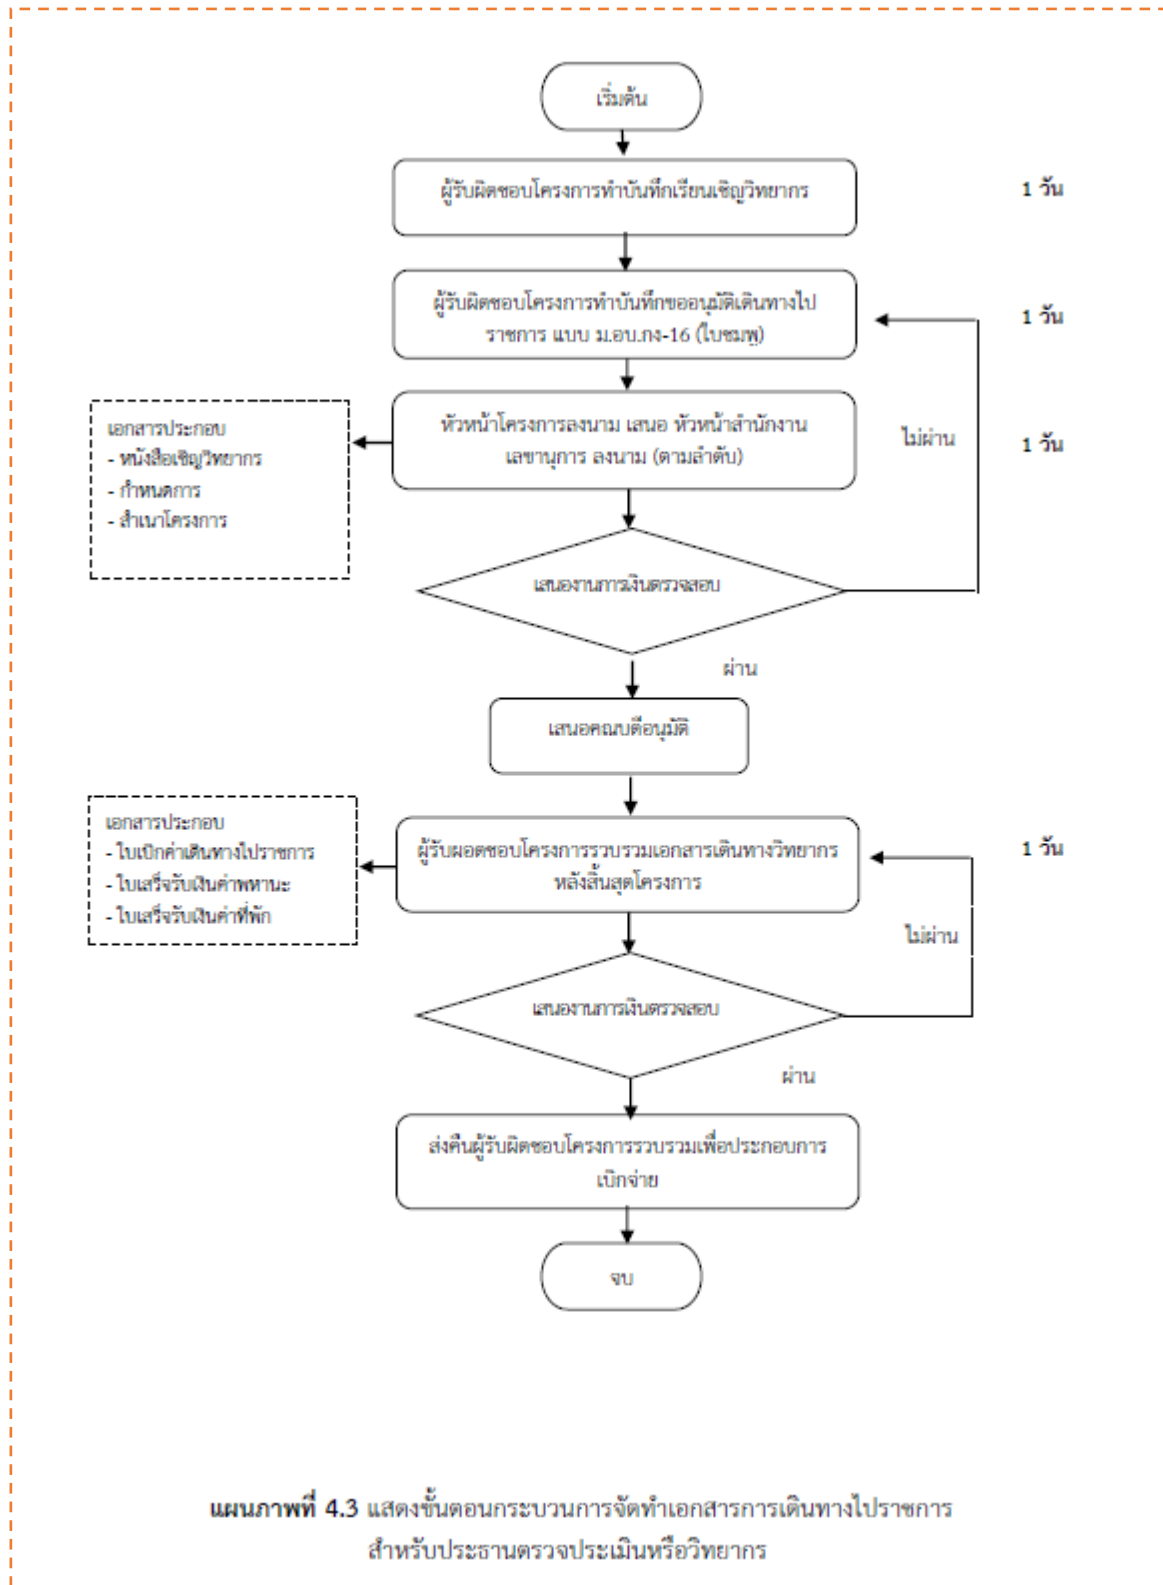 เริ่มต้น
ผู้รับผิดชอบโครงการทำบันทึกเรียนเชิญวิทยากร
1 วัน
ผู้รับผิดชอบโครงการทำบันทึกขออนุมัติเดินทางไป
ราชการ แบบ ม.อบ.กง-16 (ใบชมพู)
1 วัน
หัวหน้าโครงการลงนาม เสนอ หัวหน้าสำนักงาน
เลขานุการ ลงนาม (ตามลำดับ)
ไม่ผ่าน
1 วัน
เอกสารประกอบ
- หนังสือเชิญวิทยากร
- กำหนดการ
- สำเนาโครงการ
เสนองานการเงินตรวจสอบ
ผ่าน
เสนอคณบดีอนุมัติ
เอกสารประกอบ
- ใบเบิกค่าเดินทางไปราชการ
- ใบเสร็จรับเงินค่าพหานะ
- ใบเสร็จรับเงินค่าที่พัก
ผู้รับผอดชอบโครงการรวบรวมเอกสารเดินทางวิทยากร
หลังสิ้นสุดโครงการ
1 วัน
ไม่ผ่าน
เสนองานการเงินตรวจสอบ
ผ่าน
ส่งคืนผู้รับผิดชอบโครงการรวบรวมเพื่อประกอบการ
เบิกจ่าย
จบ
แผนภาพที่ 4.3 แสดงขั้นตอนกระบวนการจัดทำเอกสารการเดินทางไปราชการ
สำหรับประธานตรวจประเมินหรือวิทยากร